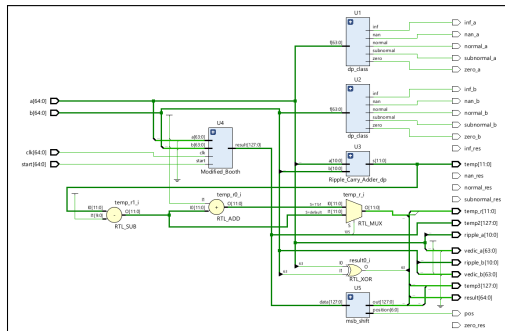 U1
inf
nan
f[63:0]
normal
subnormal
zero
dp_class
inf_a
nan_a
normal_a
subnormal_a
zero_a
U2
inf
nan
f[63:0]
normal
subnormal
zero
dp_class
inf_b
nan_b
normal_b
subnormal_b
zero_b
inf_res
a[64:0]
b[64:0]
clk[64:0]
start[64:0]
U4
a[63:0]
b[63:0]
clk
start
result[127:0]
Modified_Booth
U3
a[10:0]
b[10:0]
s[11:0]
Ripple_Carry_Adder_dp
temp[11:0]
nan_res
normal_res
subnormal_res
temp_r1_i
I0[11:0]
I1[9:0]
O[11:0]
RTL_SUB
temp_r0_i
I1
I0[11:0]
O[11:0]
RTL_ADD
temp_r_i
I0[11:0]
I1[11:0]
O[11:0]
RTL_MUX
temp_r[11:0]
temp2[127:0]
ripple_a[10:0]
vedic_a[63:0]
ripple_b[10:0]
vedic_b[63:0]
temp3[127:0]
result[64:0]
result0_i
I0
I1
O
RTL_XOR
U5
data[127:0]
out[127:0]
position[6:0]
msb_shift
pos
zero_res